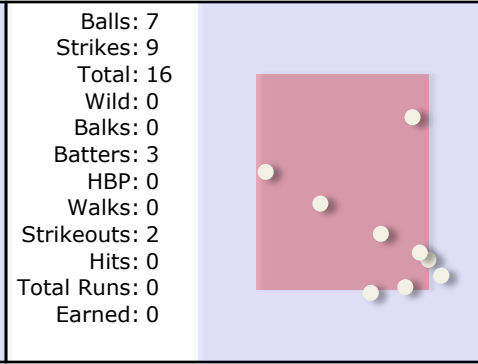 Balls: 7
Strikes: 9
Total: 16
Wild: 0
Balks: 0
Batters: 3
HBP: 0
Walks: 0
Strikeouts: 2
Hits: 0
Total Runs: 0
Earned: 0